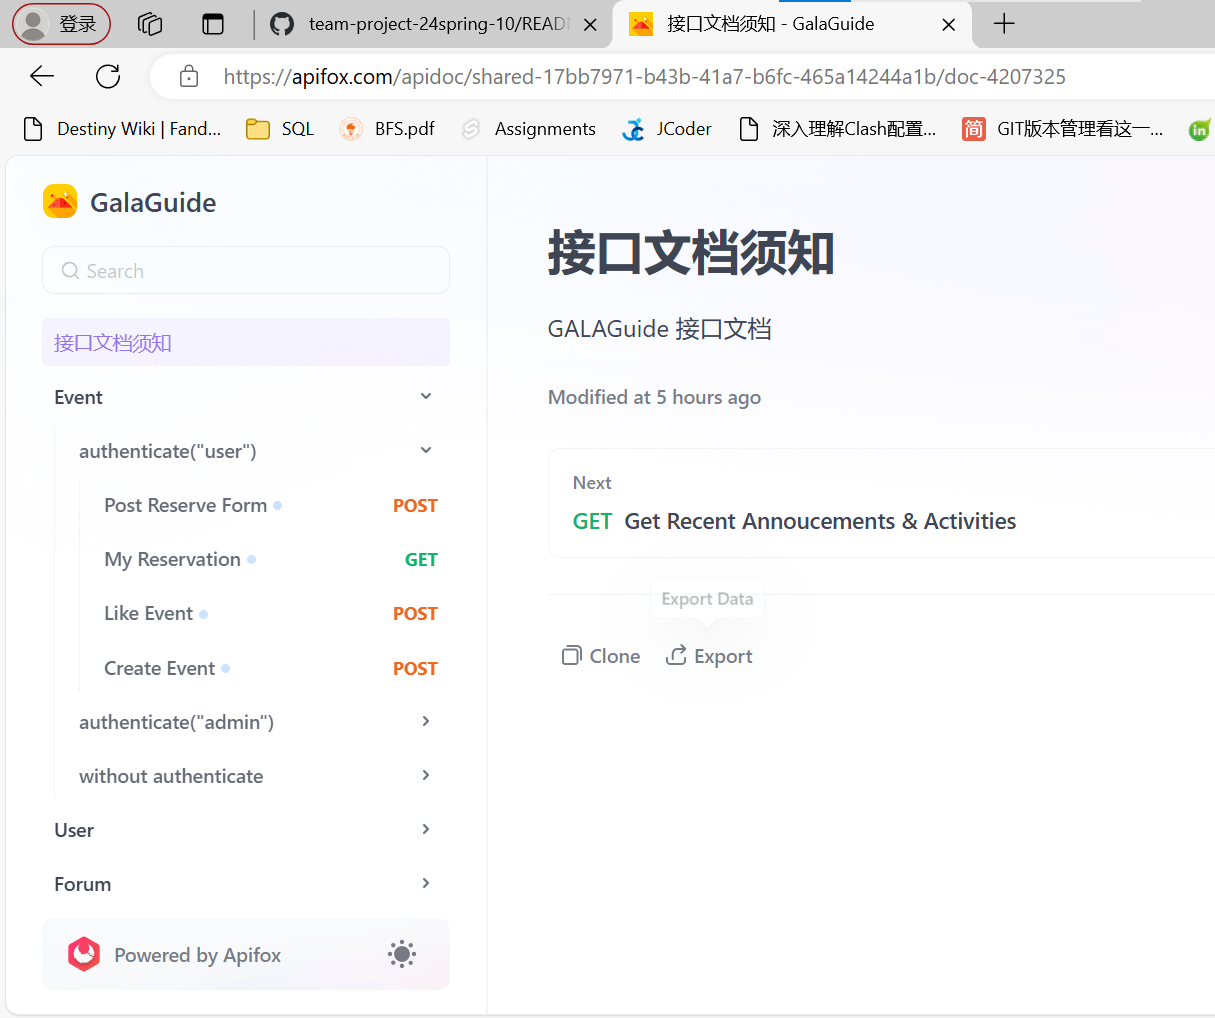 登录
team-project-24spring-10/READ
接口文档须知 - GalaGuide
https://apifox.com/apidoc/shared-17bb7971-b43b-41a7-b6fc-465a14244a1b/doc-4207325
Destiny Wiki | Fand...
SQL
BFS.pdf
Assignments
JCoder
深入理解Clash配置...
简
GIT版本管理看这一...
in
GalaGuide
Search
接口文档须知
Event
authenticate("user")
Post Reserve Form POST
My Reservation GET
Like Event POST
Create Event POST
authenticate("admin")
without authenticate
User
Forum
Powered by Apifox
接口文档须知
GALAGuide 接口文档
Modified at 5 hours ago
Next
GET Get Recent Annoucements & Activities
Export Data
Clone
Export